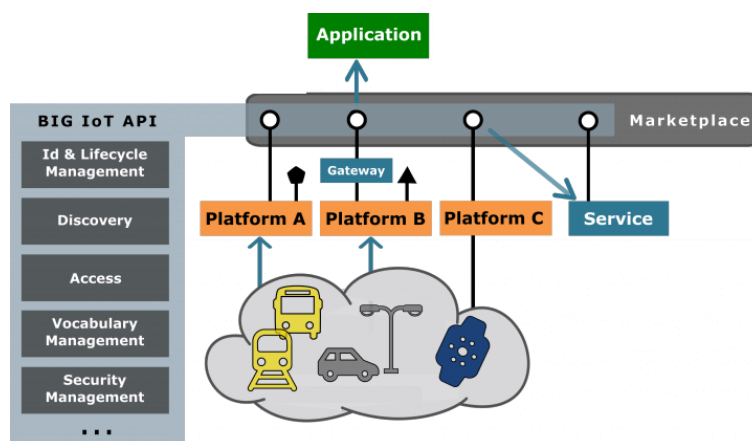 Application
BIG IoT API
Marketplace
Id & Lifecycle
Management
Gateway
Discovery
Platform A
Platform B
Platform C
Service
Access
Vocabulary
Management
Security
Management
...